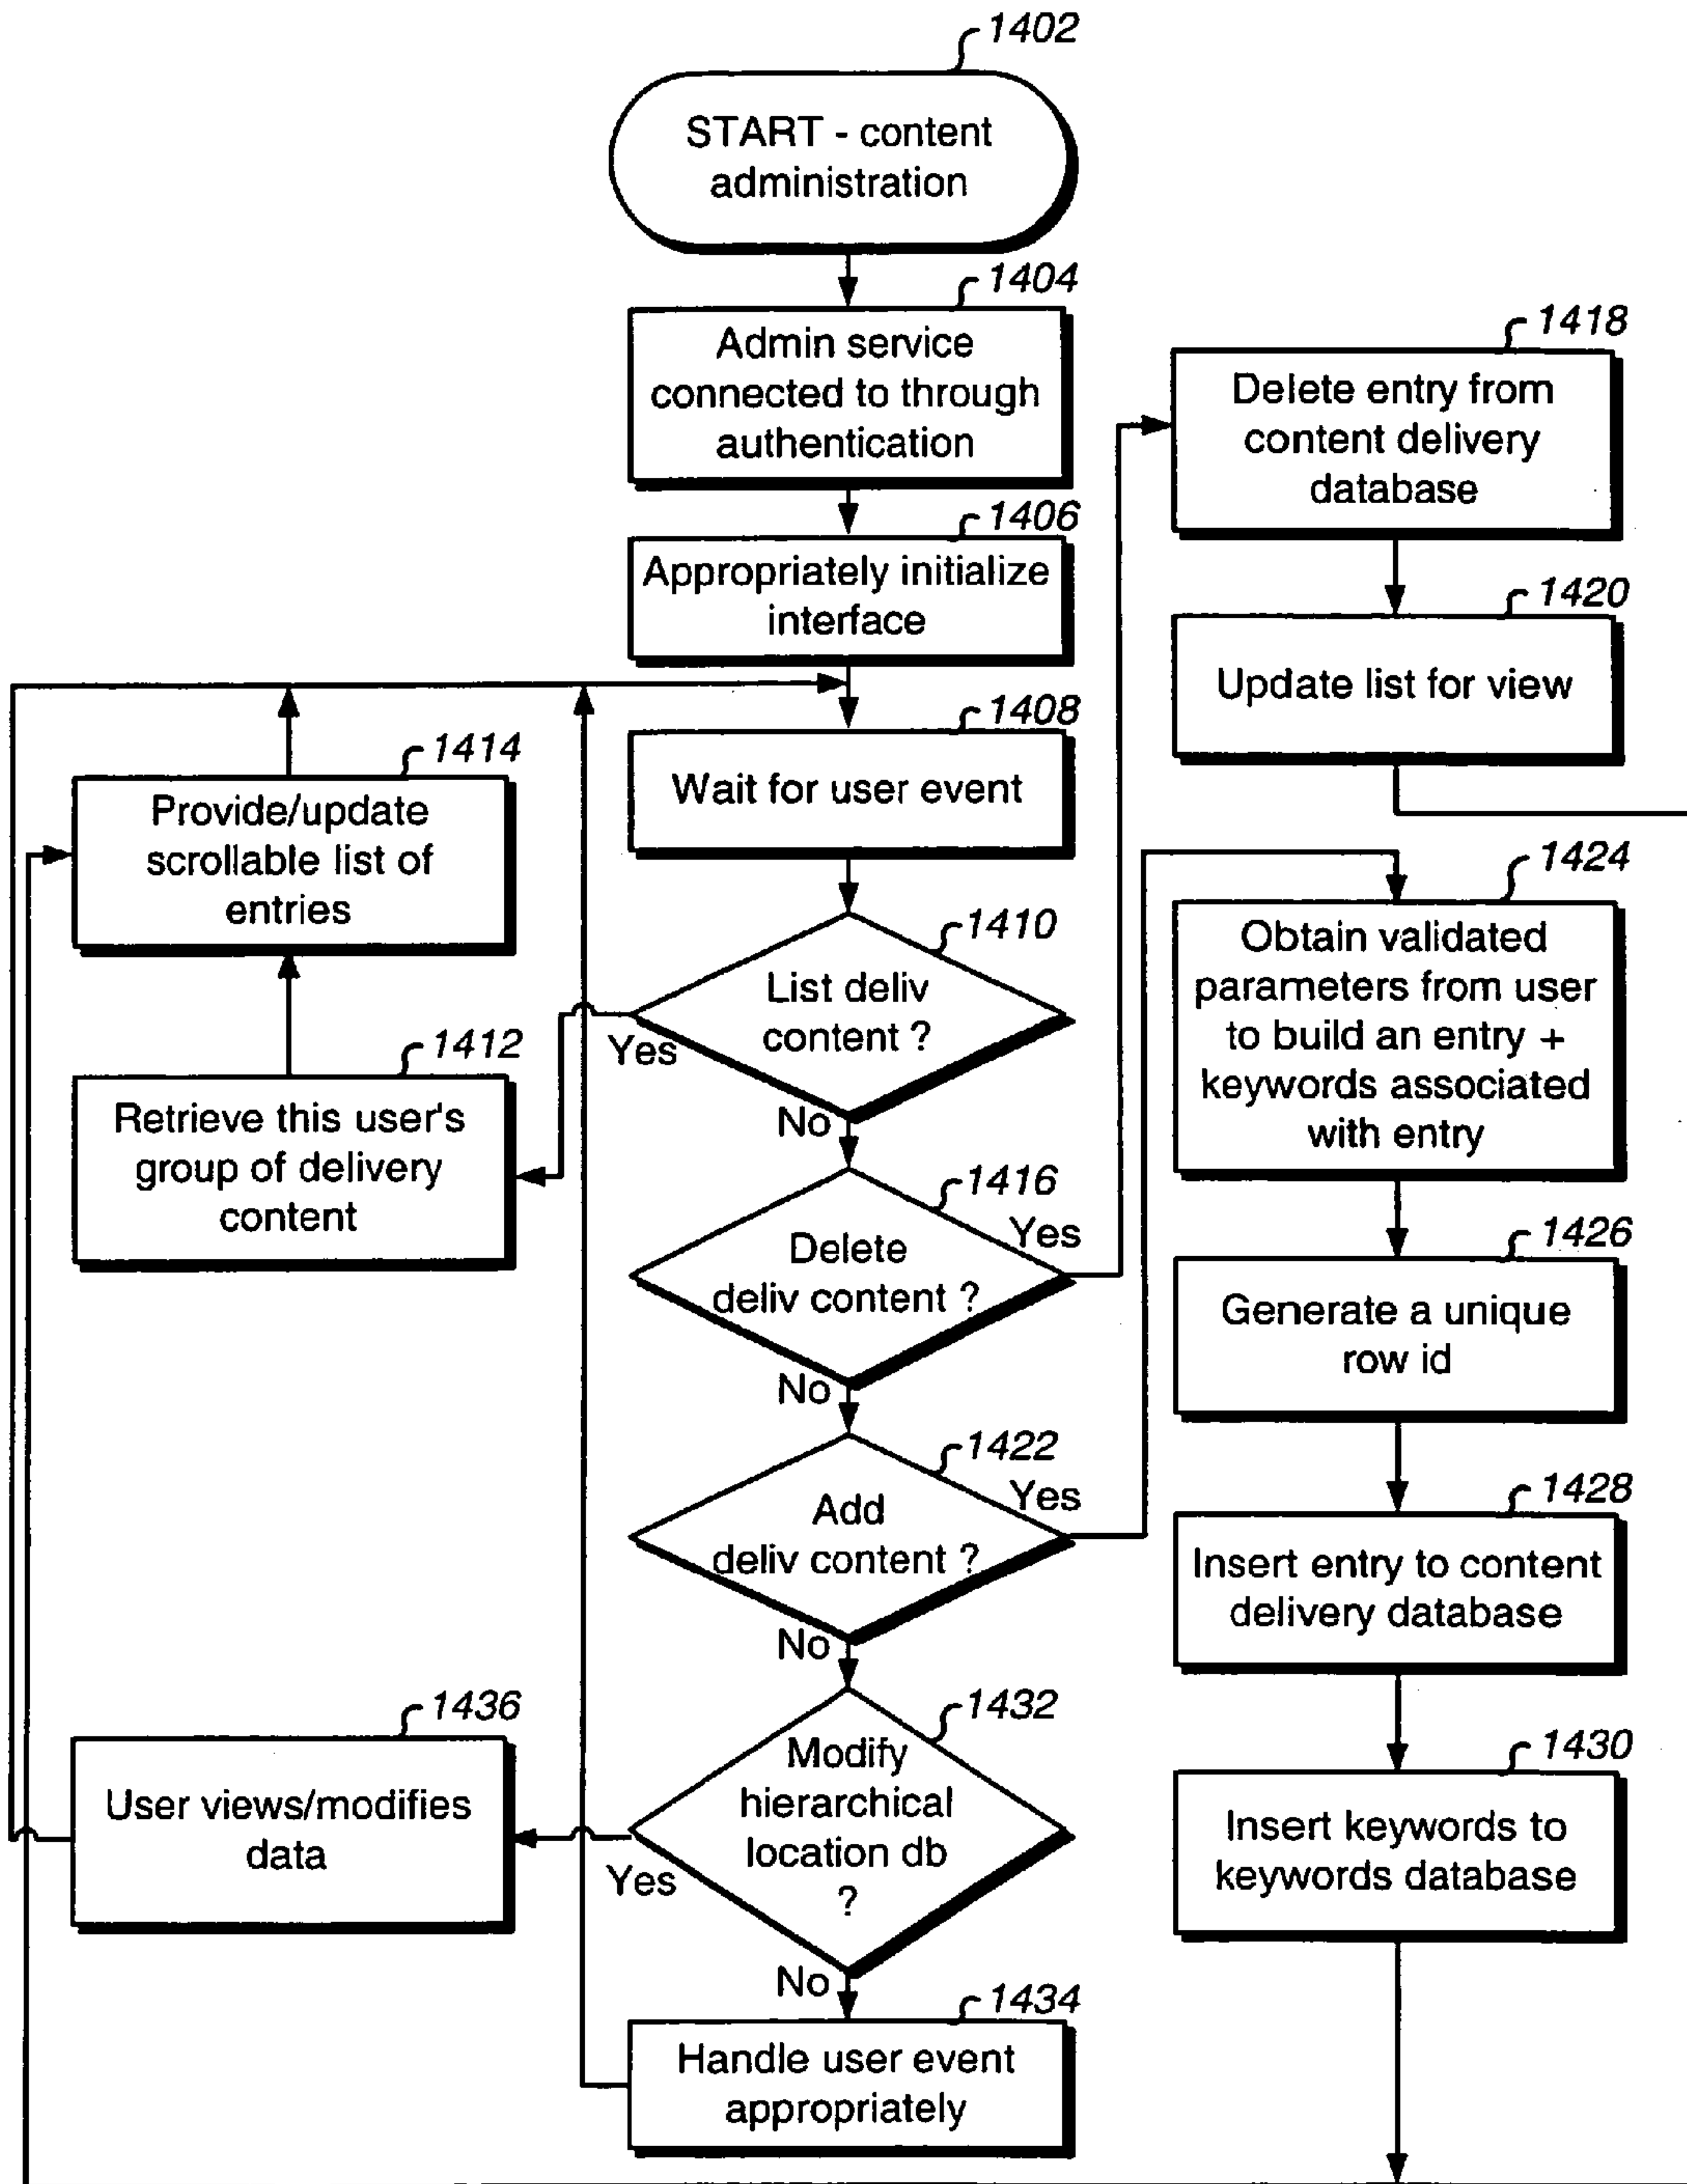 1402
START - content
administration
1404
Admin service
connected to through
authentication
1406
Appropriately initialize
interface
1408
Wait for user event
1410
List deliv
content ?
Yes
No
1412
Retrieve this user's
group of delivery
content
1414
Provide/update
scrollable list of
entries
1416
Delete
deliv content ?
Yes
No
1418
Delete entry from
content delivery
database
1420
Update list for view
1422
Add
deliv content ?
Yes
No
1424
Obtain validated
parameters from user
to build an entry +
keywords associated
with entry
1426
Generate a unique
row id
1428
Insert entry to content
delivery database
1430
Insert keywords to
keywords database
1432
Modify
hierarchical
location db
?
Yes
No
1436
User views/modifies
data
1434
Handle user event
appropriately